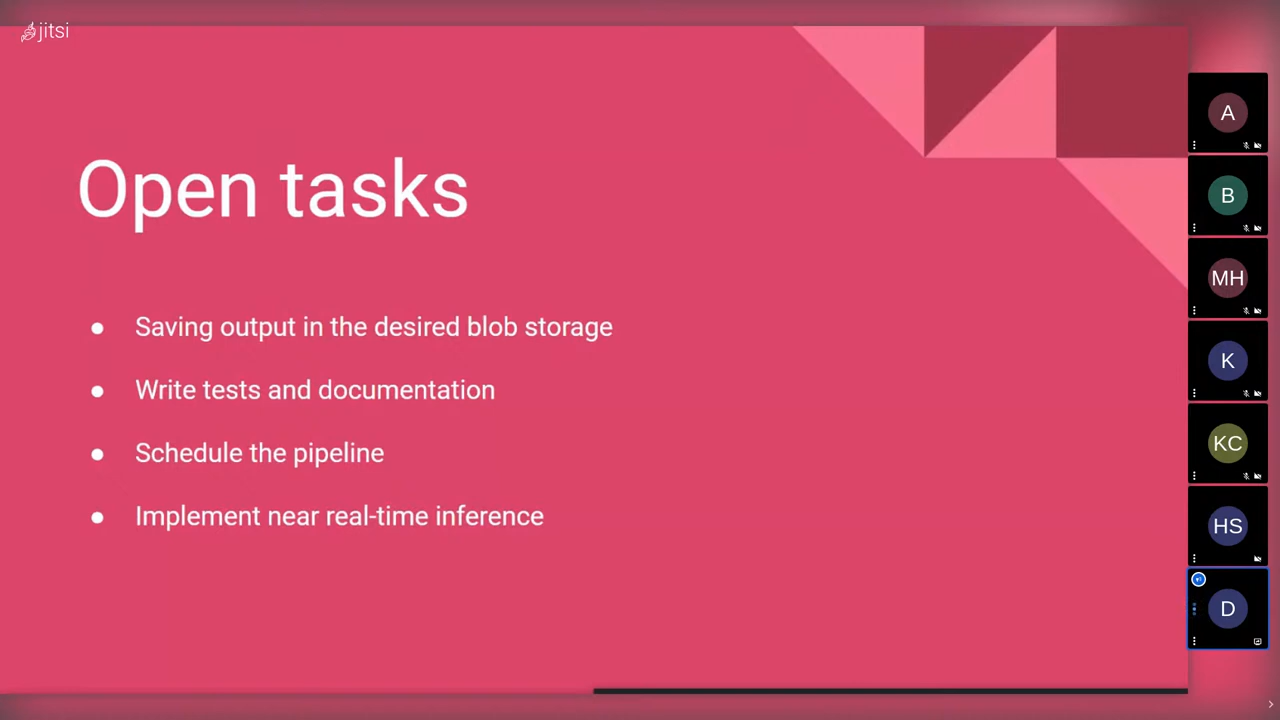 jitsi
Open tasks
● Saving output in the desired blob storage
● Write tests and documentation
● Schedule the pipeline
● Implement near real-time inference
A
B
MH
K
KC
HS
D